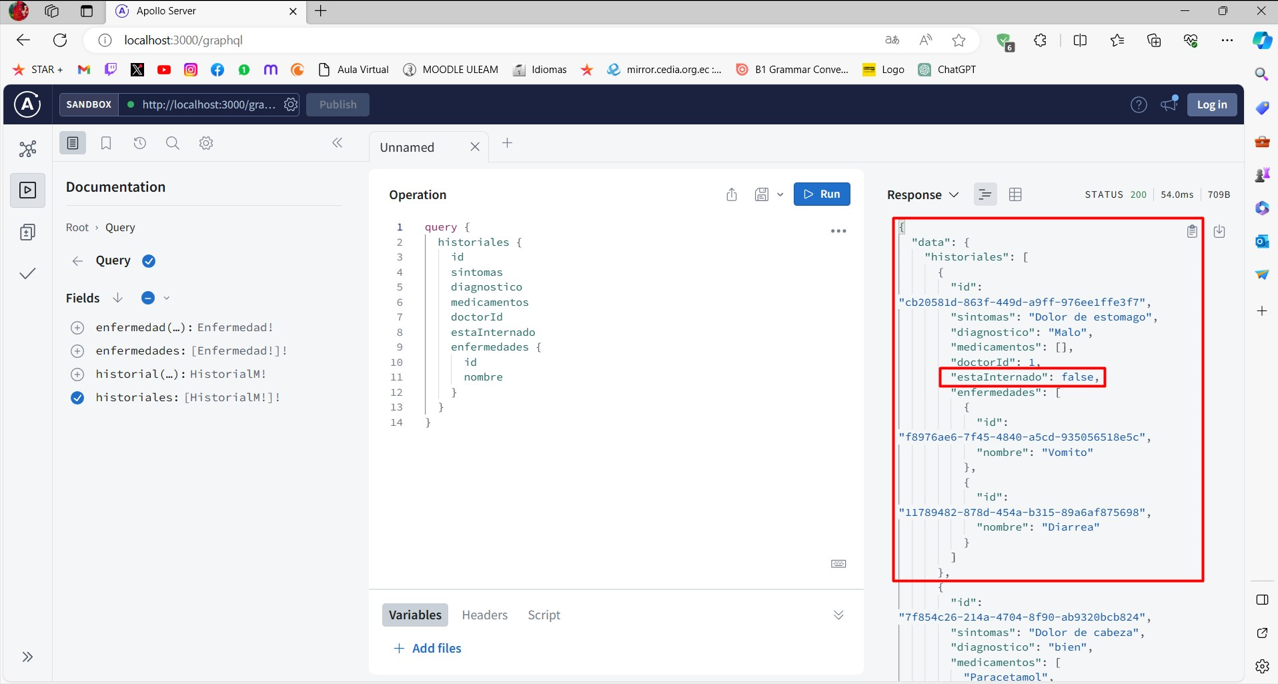 Apollo Server
localhost:3000/graphql
6
STAR +
1
Aula Virtual
MOODLE ULEAM
Idiomas
mirror.cedia.org.ec :...
B1 Grammar Conve...
Logo
ChatGPT
SANDBOX
http://localhost:3000/gra...
Publish
Log in
Documentation
Root › Query
Query
Fields
enfermedad(…): Enfermedad!
enfermedades: [Enfermedad!]!
historial(…): HistorialM!
historiales: [HistorialM!]!
Unnamed
Operation
Run
1 query {
2 historiales {
3 id
4 sintomas
5 diagnostico
6 medicamentos
7 doctorId
8 estaInternado
9 enfermedades {
10 id
11 nombre
12 }
13 }
14 }
Variables
Headers
Script
+ Add files
Response
STATUS 200
54.0ms
709B
{
"data": {
"historiales": [
{
"id":
"cb20581d-863f-449d-a9ff-976ee1ffe3f7",
"sintomas": "Dolor de estomago",
"diagnostico": "Malo",
"medicamentos": [],
"doctorId": 1,
"estaInternado": false,
"enfermedades": [
{
"id":
"f8976ae6-7f45-4840-a5cd-935056518e5c",
"nombre": "Vomito"
},
{
"id":
"11789482-878d-454a-b315-89a6af875698",
"nombre": "Diarrea"
}
]
},
{
"id":
"7f854c26-214a-4704-8f90-ab9320bcb824",
"sintomas": "Dolor de cabeza",
"diagnostico": "bien",
"medicamentos": [
"Paracetamol",